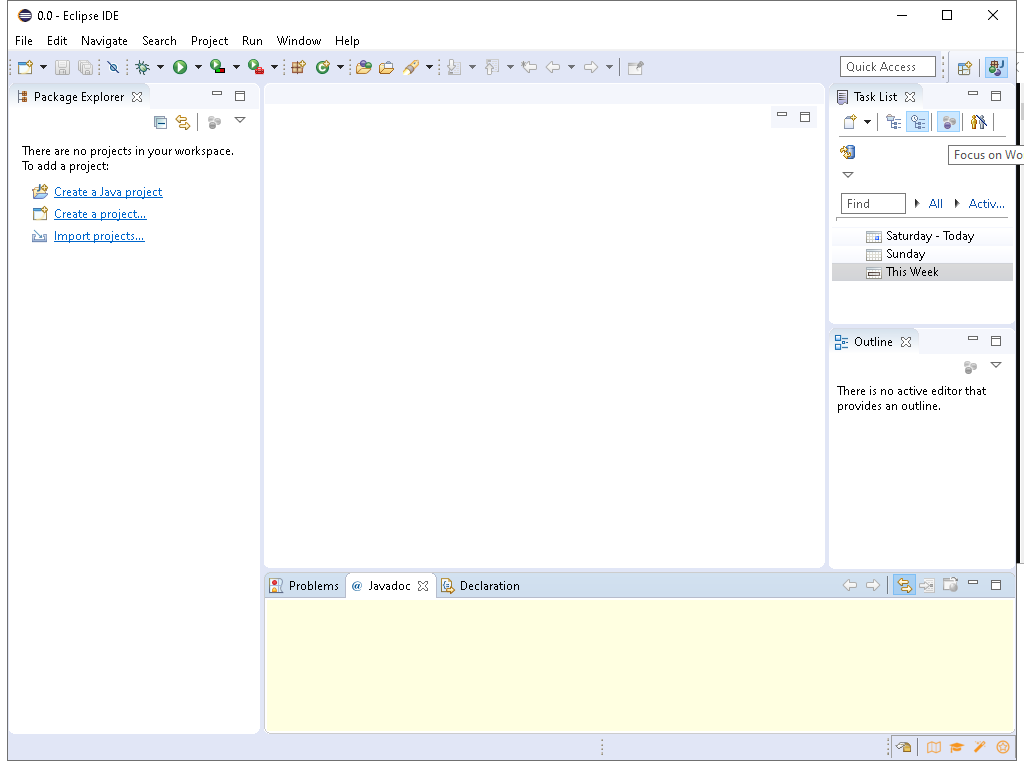 0.0 - Eclipse IDE
File Edit Navigate Search Project Run Window Help
Quick Access
Package Explorer
Task List
There are no projects in your workspace.
To add a project:
Create a Java project
Create a project...
Import projects...
Focus on Wo
Find All Activ...
Saturday - Today
Sunday
This Week
Outline
There is no active editor that
provides an outline.
Problems @ Javadoc Declaration